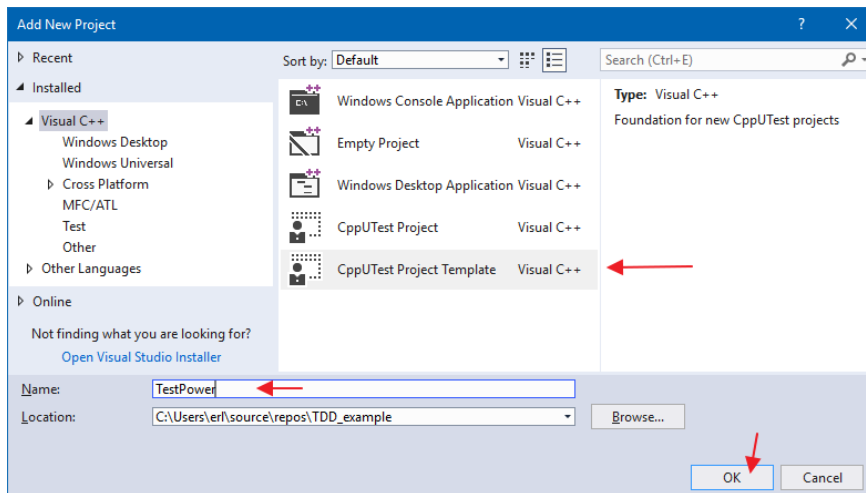 Add New Project
? ×
Recent
Installed
Visual C++
Windows Desktop
Windows Universal
Cross Platform
MFC/ATL
Test
Other
Other Languages
Online
Not finding what you are looking for?
Open Visual Studio Installer
Sort by: Default
Search (Ctrl+E)
Windows Console Application Visual C++
Empty Project Visual C++
Windows Desktop Application Visual C++
CppUTest Project Visual C++
CppUTest Project Template Visual C++
Type: Visual C++
Foundation for new CppUTest projects
Name: TestPower
Location: C:\Users\erl\source\repos\TDD_example
Browse...
OK Cancel